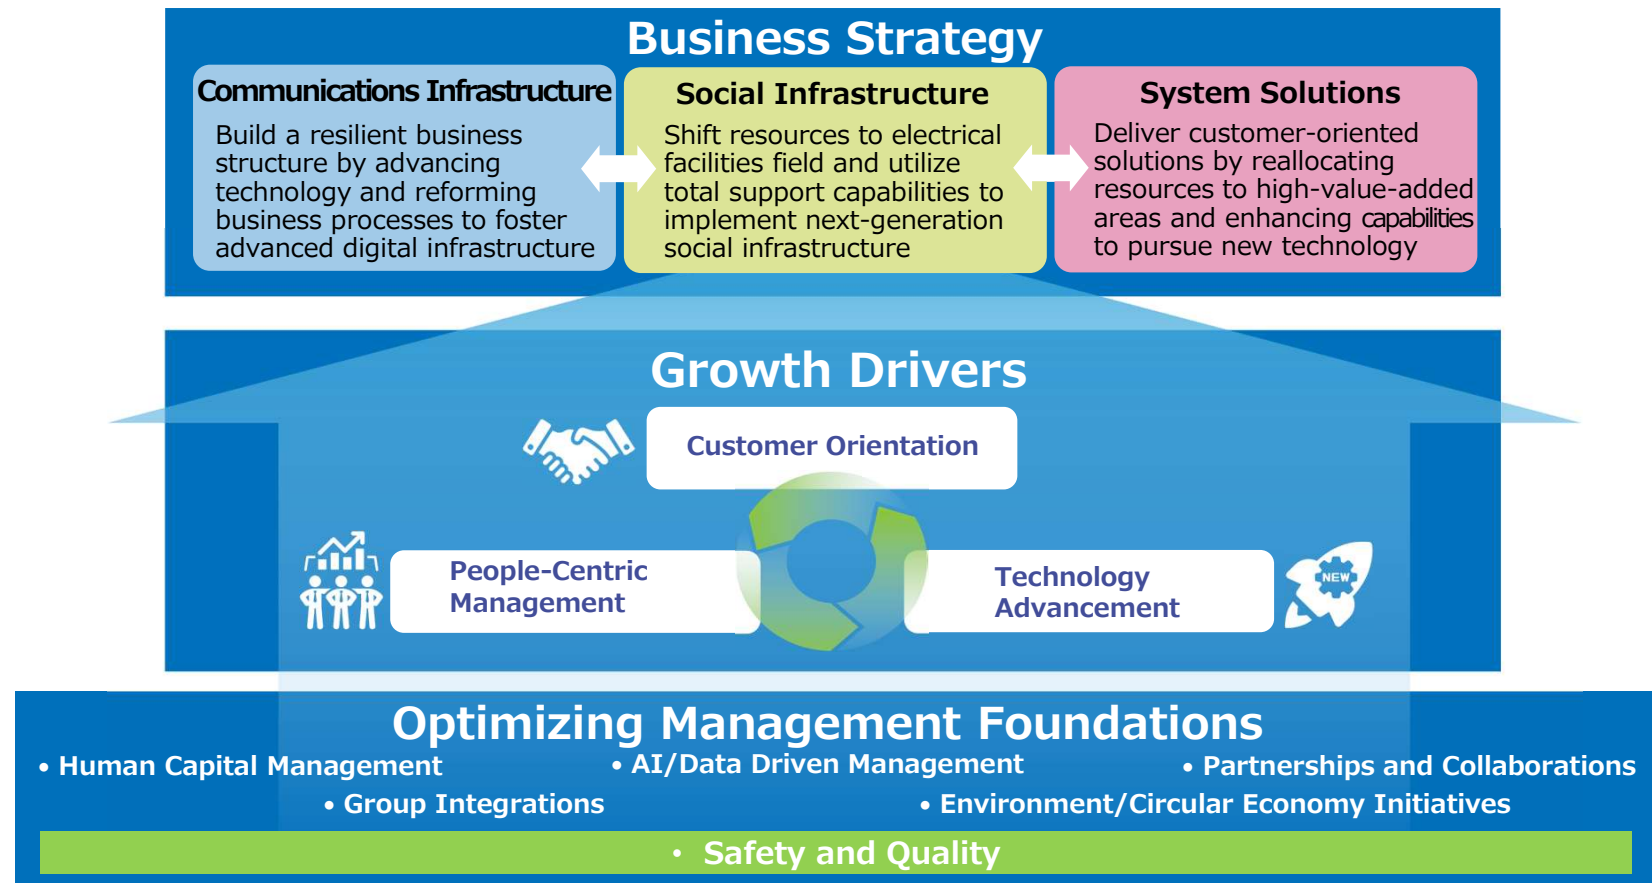 Business Strategy
Communications Infrastructure
Build a resilient business
structure by advancing
technology and reforming
business processes to foster
advanced digital infrastructure
Social Infrastructure
Shift resources to electrical
facilities field and utilize
total support capabilities to
implement next-generation
social infrastructure
System Solutions
Deliver customer-oriented
solutions by reallocating
resources to high-value-added
areas and enhancing capabilities
to pursue new technology
Growth Drivers
Customer Orientation
People-Centric
Management
Technology
Advancement
NEW
Optimizing Management Foundations
• Human Capital Management
• AI/Data Driven Management
• Partnerships and Collaborations
• Group Integrations
• Environment/Circular Economy Initiatives
• Safety and Quality